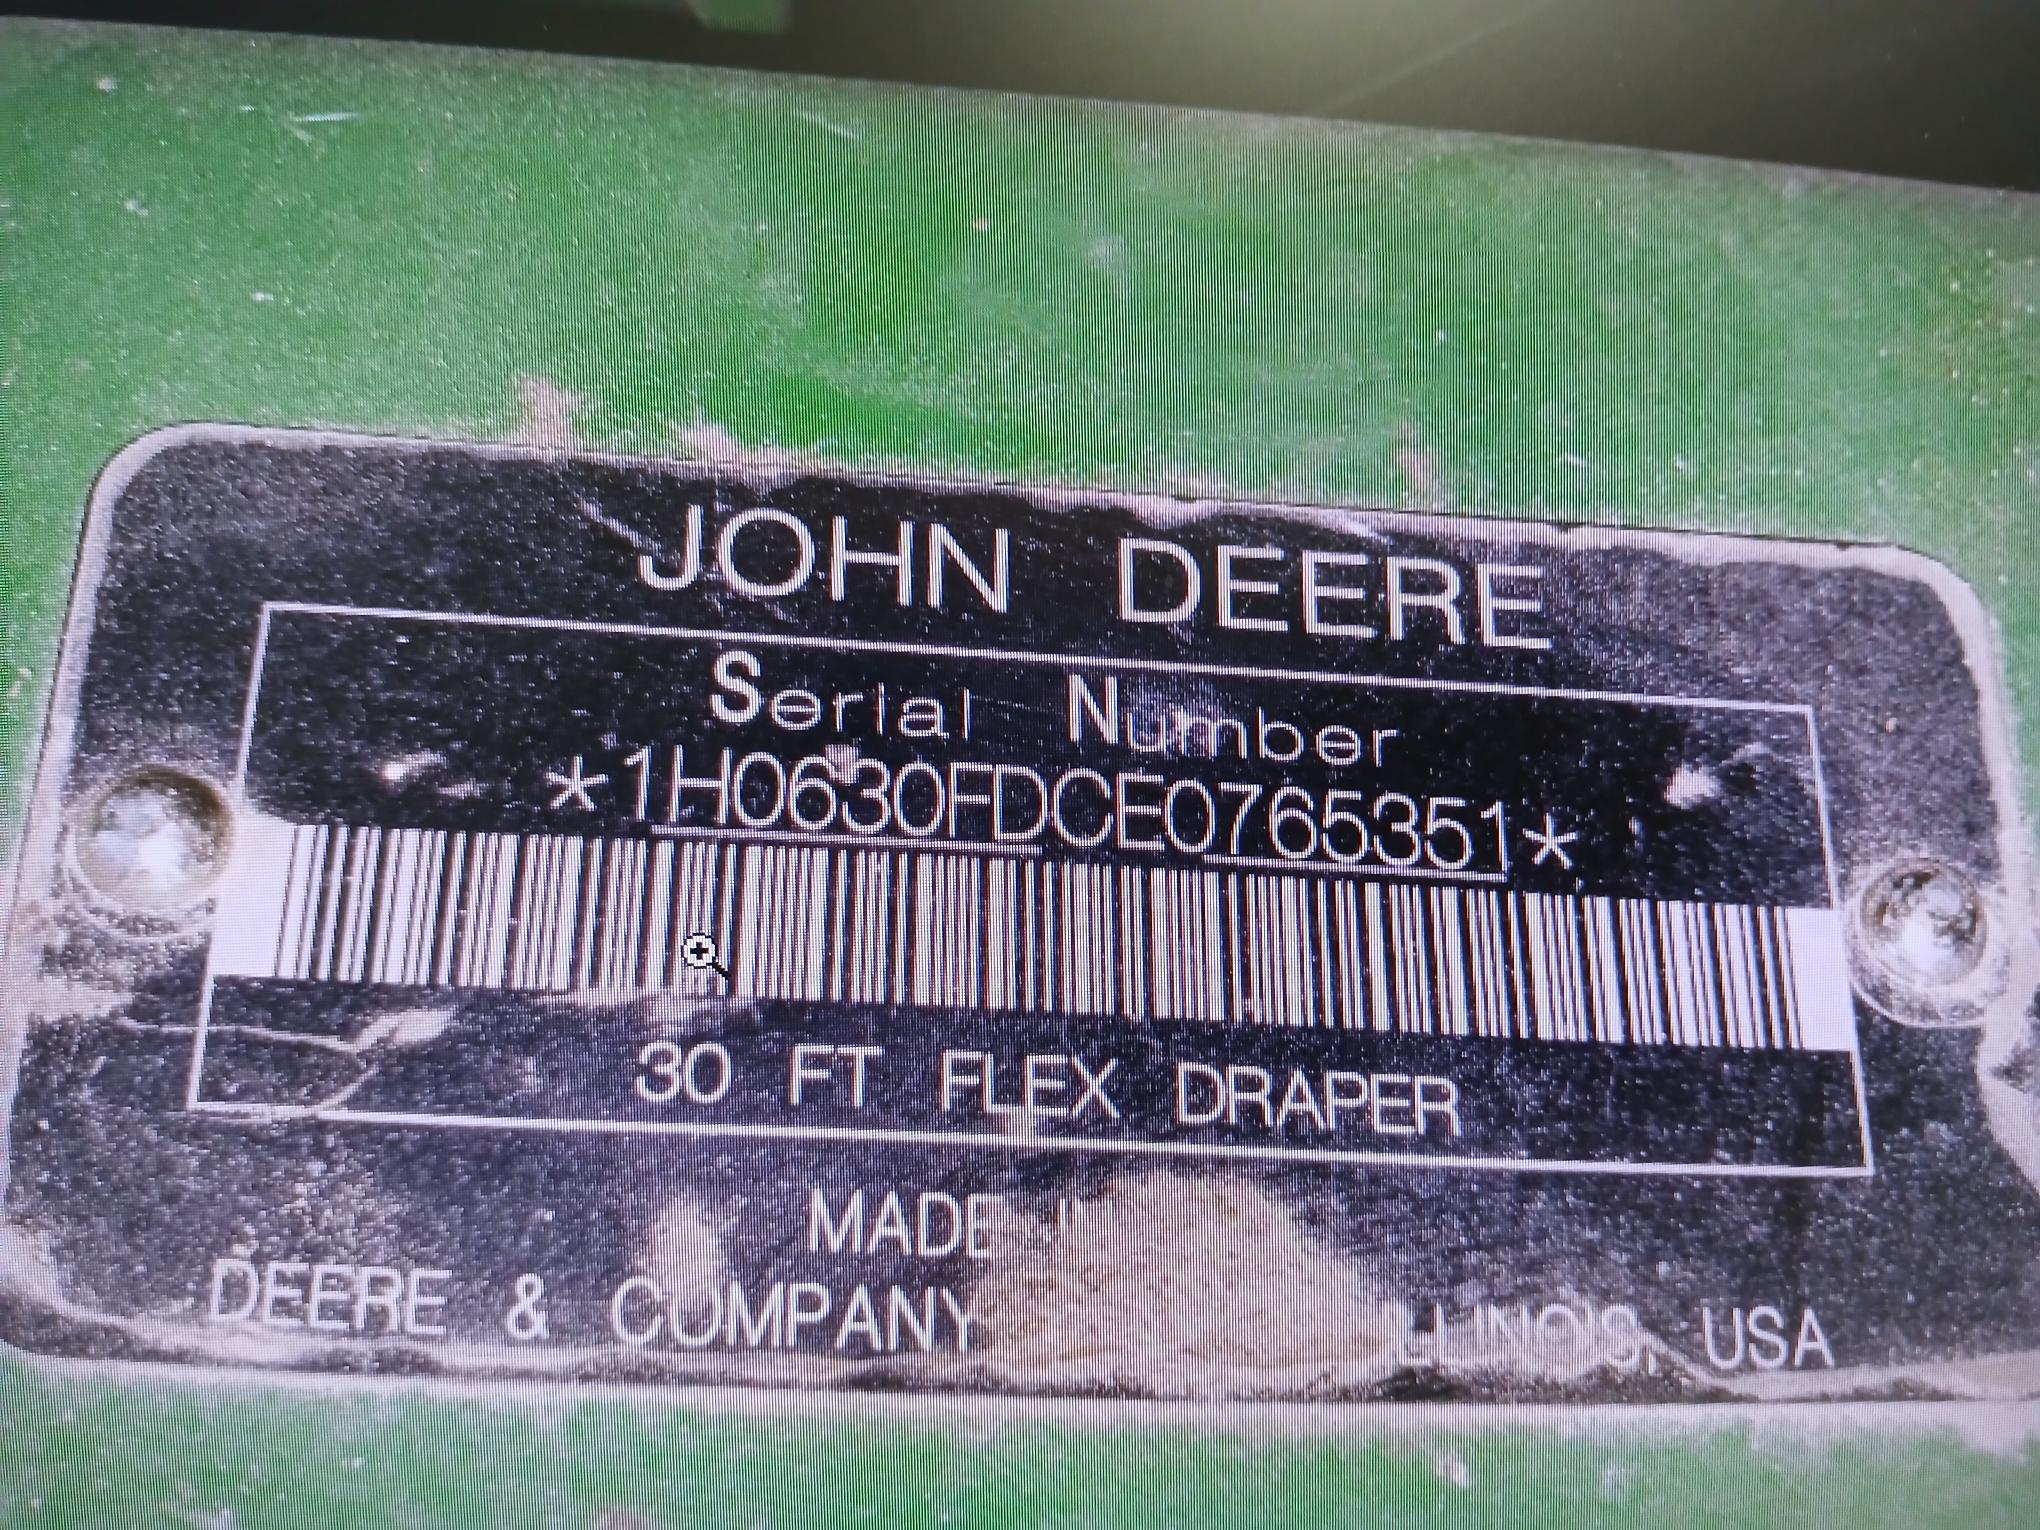 JOHN DEERE
Serial Number
*1H0630FDCE0765351*
30 FT FLEX DRAPER
MADE
DEERE & COMPANY USA